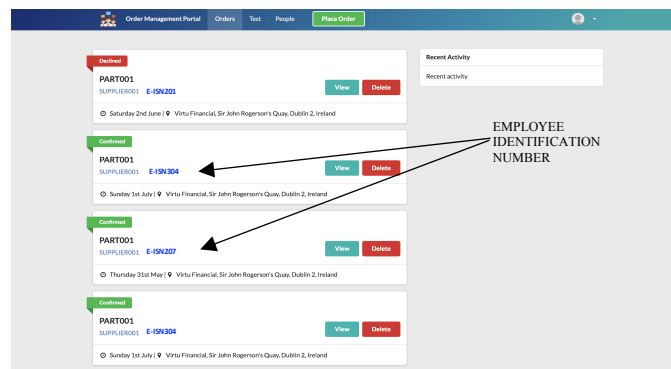 Order Management Portal Orders Test People Place Order
Declined
PART001
SUPPLIER001 E-ISN201
View Delete
Saturday 2nd June | Virtu Financial, Sir John Rogerson's Quay, Dublin 2, Ireland
Confirmed
PART001
SUPPLIER001 E-ISN304
View Delete
Sunday 1st July | Virtu Financial, Sir John Rogerson's Quay, Dublin 2, Ireland
Confirmed
PART001
SUPPLIER001 E-ISN207
View Delete
Thursday 31st May | Virtu Financial, Sir John Rogerson's Quay, Dublin 2, Ireland
Confirmed
PART001
SUPPLIER001 E-ISN304
View Delete
Sunday 1st July | Virtu Financial, Sir John Rogerson's Quay, Dublin 2, Ireland
Recent Activity
Recent activity
EMPLOYEE
IDENTIFICATION
NUMBER